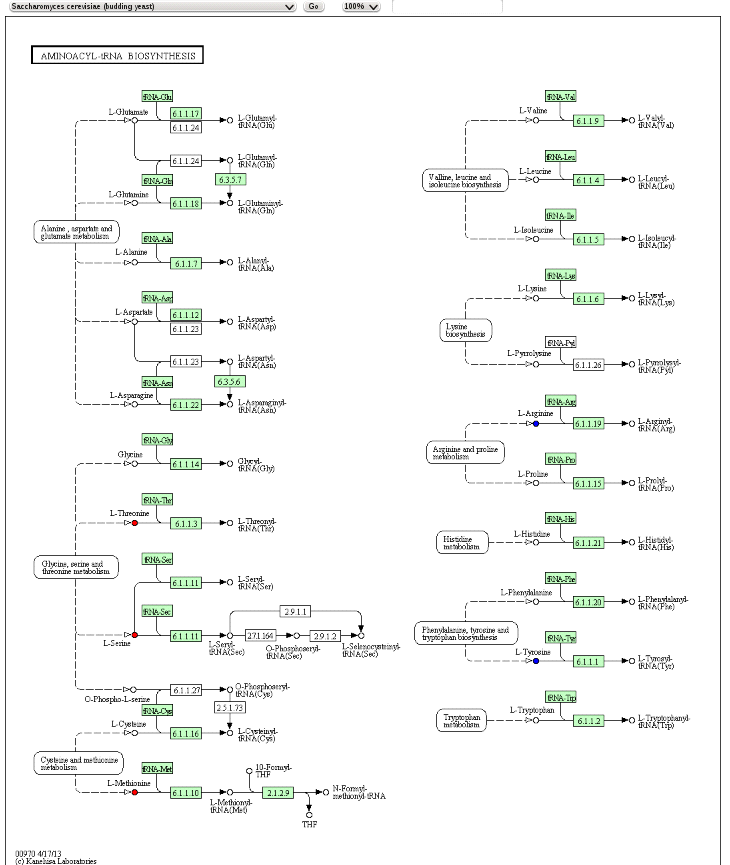 Saccharomyces cerevisiae (budding yeast)
Go
100%
AMINOACYL-tRNA BIOSYNTHESIS
tRNA-Glu
L-Glutamate
6.1.1.17
6.1.1.24
L-Glutamyl-
tRNA(Glu)
6.1.1.24
L-Glutamyl-
tRNA(Gln)
tRNA-Gln
6.3.5.7
L-Glutamine
6.1.1.18
L-Glutaminyl-
tRNA(Gln)
Alanine, aspartate and
glutamate metabolism
tRNA-Ala
L-Alanine
6.1.1.7
L-Alanyl-
tRNA(Ala)
tRNA-Asp
L-Aspartate
6.1.1.12
6.1.1.23
L-Aspartyl-
tRNA(Asp)
6.1.1.23
L-Aspartyl-
tRNA(Asn)
tRNA-Asn
6.3.5.6
L-Asparagine
6.1.1.22
L-Asparaginyl-
tRNA(Asn)
tRNA-Gly
Glycine
6.1.1.14
Glycyl-
tRNA(Gly)
tRNA-Thr
L-Threonine
6.1.1.3
L-Threonyl-
tRNA(Thr)
Glycine, serine and
threonine metabolism
tRNA-Ser
6.1.1.11
L-Seryl-
tRNA(Ser)
tRNA-Ser
L-Serine
6.1.1.11
L-Seryl-
tRNA(Sec)
2.9.1.1
2.7.1.164
O-Phosphoseryl-
tRNA(Sec)
2.9.1.2
L-Selenocysteinyl-
tRNA(Sec)
O-Phospho-L-serine
6.1.1.27
O-Phosphoseryl-
tRNA(Cys)
tRNA-Cys
2.5.1.73
L-Cysteine
6.1.1.16
L-Cysteinyl-
tRNA(Cys)
Cysteine and methionine
metabolism
tRNA-Met
L-Methionine
6.1.1.10
L-Methionyl-
tRNA(Met)
10-Formyl-
THF
2.1.2.9
N-Formyl-
methionyl-tRNA
THF
tRNA-Val
L-Valine
6.1.1.9
L-Valyl-
tRNA(Val)
Valline, leucine and
isoleucine biosynthesis
tRNA-Leu
L-Leucine
6.1.1.4
L-Leucyl-
tRNA(Leu)
tRNA-Ile
L-Isoleucine
6.1.1.5
L-Isoleucyl-
tRNA(Ile)
tRNA-Lys
L-Lysine
6.1.1.6
L-Lysyl-
tRNA(Lys)
Lysine
biosynthesis
tRNA-Pyl
L-Pyrrolysine
6.1.1.26
L-Pyrrolysyl-
tRNA(Pyl)
tRNA-Arg
L-Arginine
6.1.1.19
L-Arginyl-
tRNA(Arg)
Arginine and proline
metabolism
tRNA-Pro
L-Proline
6.1.1.15
L-Prolyl-
tRNA(Pro)
tRNA-His
L-Histidine
6.1.1.21
L-Histidyl-
tRNA(His)
Histidine
metabolism
tRNA-Phe
L-Phenylalanine
6.1.1.20
L-Phenylalanyl-
tRNA(Phe)
Phenylalanine, tyrosine and
tryptophan biosynthesis
tRNA-Tyr
L-Tyrosine
6.1.1.1
L-Tyrosyl-
tRNA(Tyr)
tRNA-Trp
L-Tryptophan
6.1.1.2
L-Tryptophanyl-
tRNA(Trp)
Tryptophan
metabolism
00970 4/17/13
(c) Kanehisa Laboratories